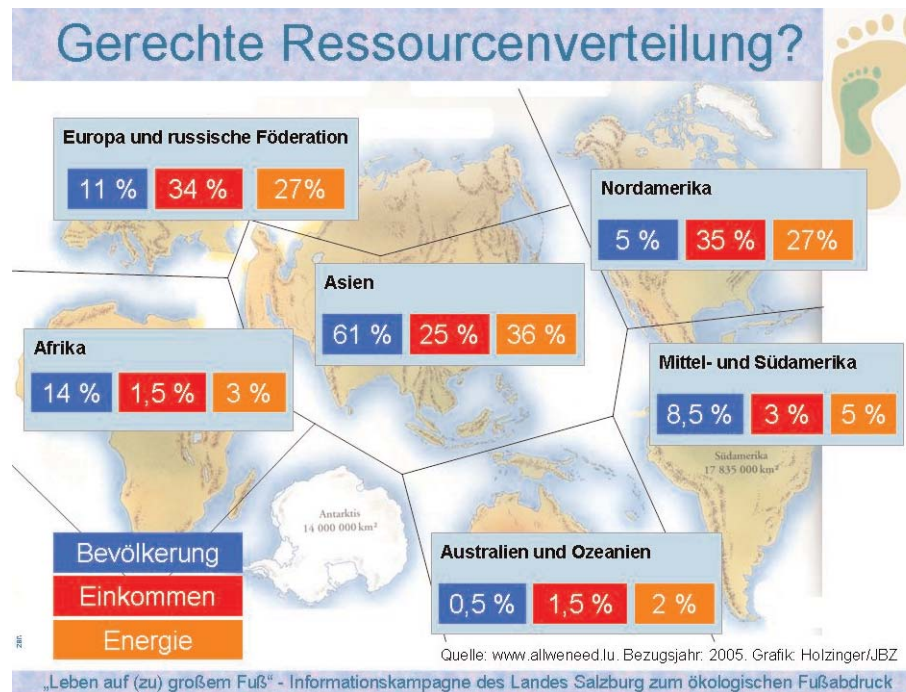 Gerechte Ressourcenverteilung?
Europa und russische Föderation
11 % 34 % 27%
Nordamerika
5 % 35 % 27%
Asien
61 % 25 % 36 %
Afrika
14 % 1,5 % 3 %
Mittel- und Südamerika
8,5 % 3 % 5 %
Südamerika
17 835 000 km²
Antarktis
14 000 000 km²
Australien und Ozeanien
0,5 % 1,5 % 2 %
Bevölkerung
Einkommen
Energie
Quelle: www.allweneed.lu. Bezugsjahr: 2005. Grafik: Holzinger/JBZ
„Leben auf (zu) großem Fuß“ - Informationskampagne des Landes Salzburg zum ökologischen Fußabdruck